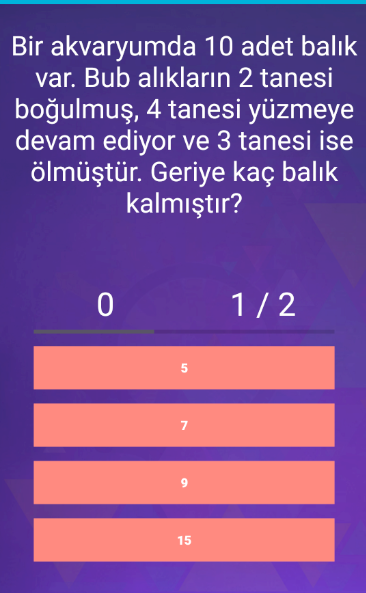 Bir akvaryumda 10 adet balık
var. Bub alıkların 2 tanesi
boğulmuş, 4 tanesi yüzmeye
devam ediyor ve 3 tanesi ise
ölmüştür. Geriye kaç balık
kalmıştır?
0 1 / 2
5
7
9
15